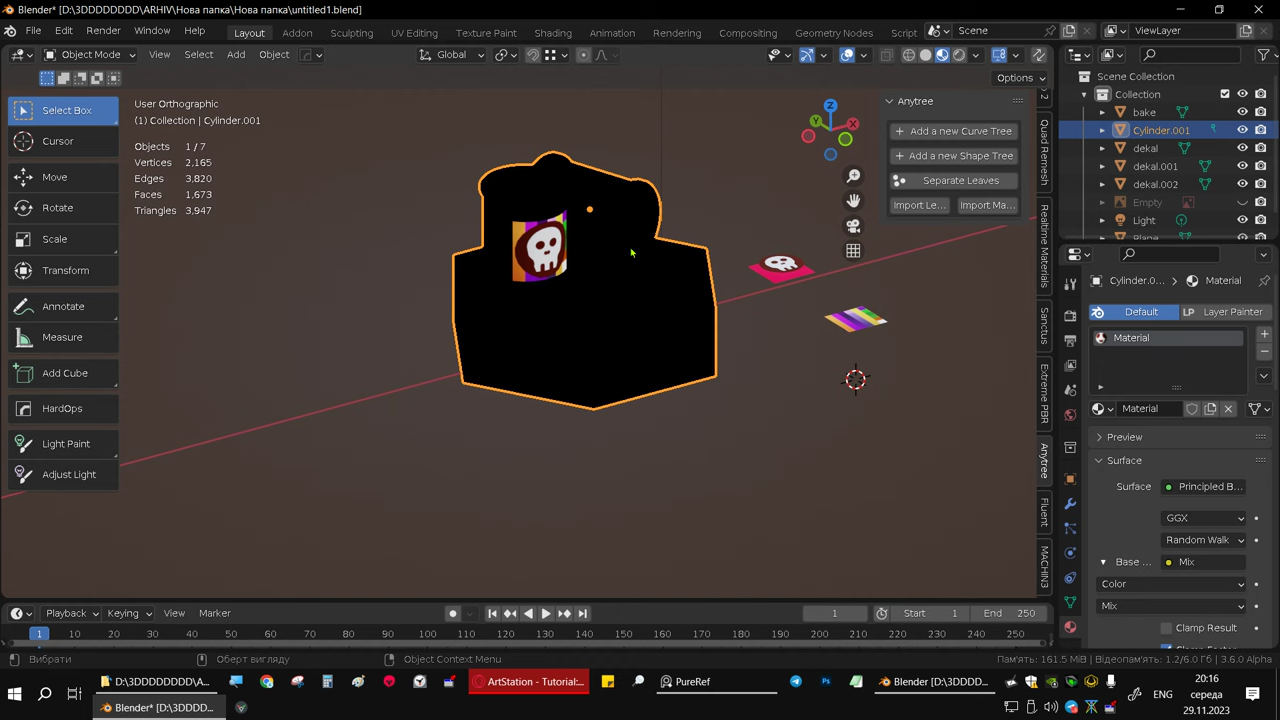 Blender* [D:\3DDDDDDDD\ARHIV\Нова папка\Нова папка\untitled1.blend]
File Edit Render Window Help Layout Addon Sculpting UV Editing Texture Paint Shading Animation Rendering Compositing Geometry Nodes Script Scene ViewLayer
Object Mode View Select Add Object Global
Options
Select Box
Cursor
Move
Rotate
Scale
Transform
Annotate
Measure
Add Cube
HardOps
Light Paint
Adjust Light
User Orthographic
(1) Collection | Cylinder.001
Objects 1 / 7
Vertices 2,165
Edges 3,820
Faces 1,673
Triangles 3,947
Z
Y
X
Anytree
Add a new Curve Tree
Add a new Shape Tree
Separate Leaves
Import Le... Import Ma...
2
Quad Remesh
Realtime Materials
Sanctus
Extreme PBR
Anytree
Fluent
MACHIN3
Scene Collection
Collection
bake
Cylinder.001
dekal
dekal.001
dekal.002
Empty
Light
Cylinder.0... Material
Default LP Layer Painter
Material
Material
Preview
Surface
Surface Principled B...
GGX
Random Walk
Base ... Mix
Color
Mix
Clamp Result
Playback Keying View Marker 1 Start 1 End 250
1 10 20 30 40 50 60 70 80 90 100 110 120 130 140 150 160 170 180 190 200 210 220 230 240 250
Вибрати Оберт вигляду Object Context Menu Пам'ять: 161.5 MiB | Відеопам'ять: 1.2/6.0 Гб | 3.6.0 Alpha
D:\3DDDDDDDD\A... ArtStation - Tutorial:... PureRef Blender [D:\3DDDD...
Blender* [D:\3DDDD...
ENG
20:16
середа
29.11.2023